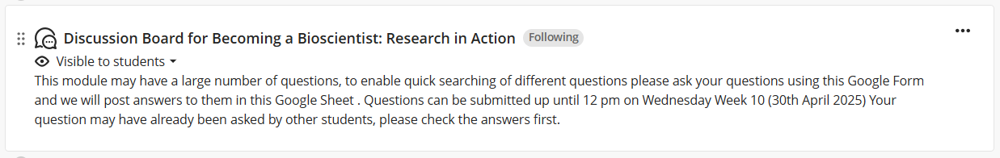 Discussion Board for Becoming a Bioscientist: Research in Action Following
Visible to students
This module may have a large number of questions, to enable quick searching of different questions please ask your questions using this Google Form
and we will post answers to them in this Google Sheet . Questions can be submitted up until 12 pm on Wednesday Week 10 (30th April 2025) Your
question may have already been asked by other students, please check the answers first.